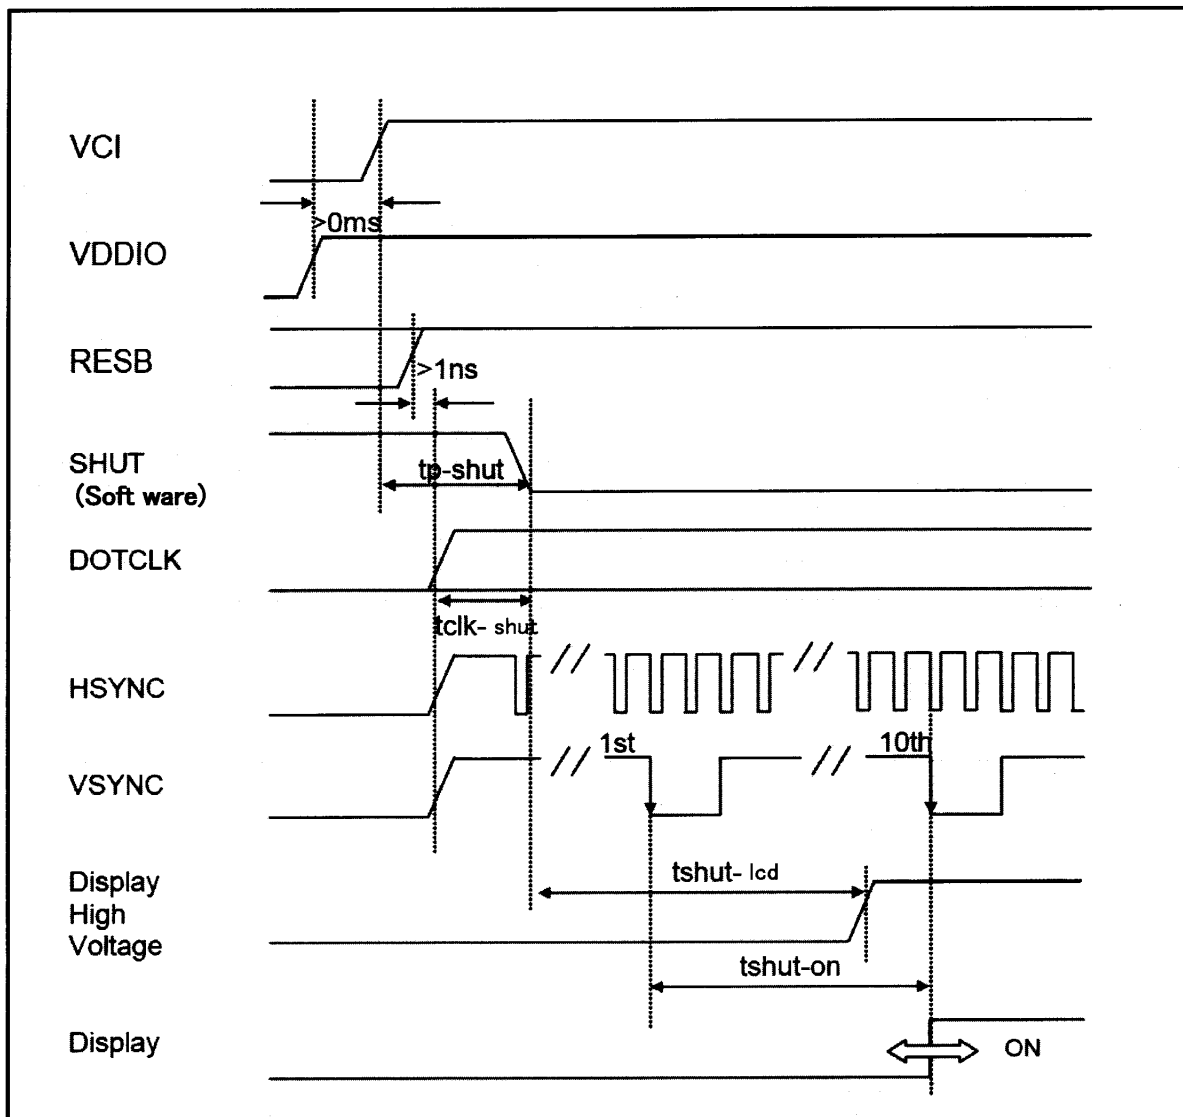 VCI
>0ms
VDDIO
RESB
>1ns
SHUT
(Soft ware)
tp-shut
DOTCLK
tclk- shut
HSYNC
1st
10th
VSYNC
Display
High
Voltage
tshut- lcd
tshut-on
Display
ON